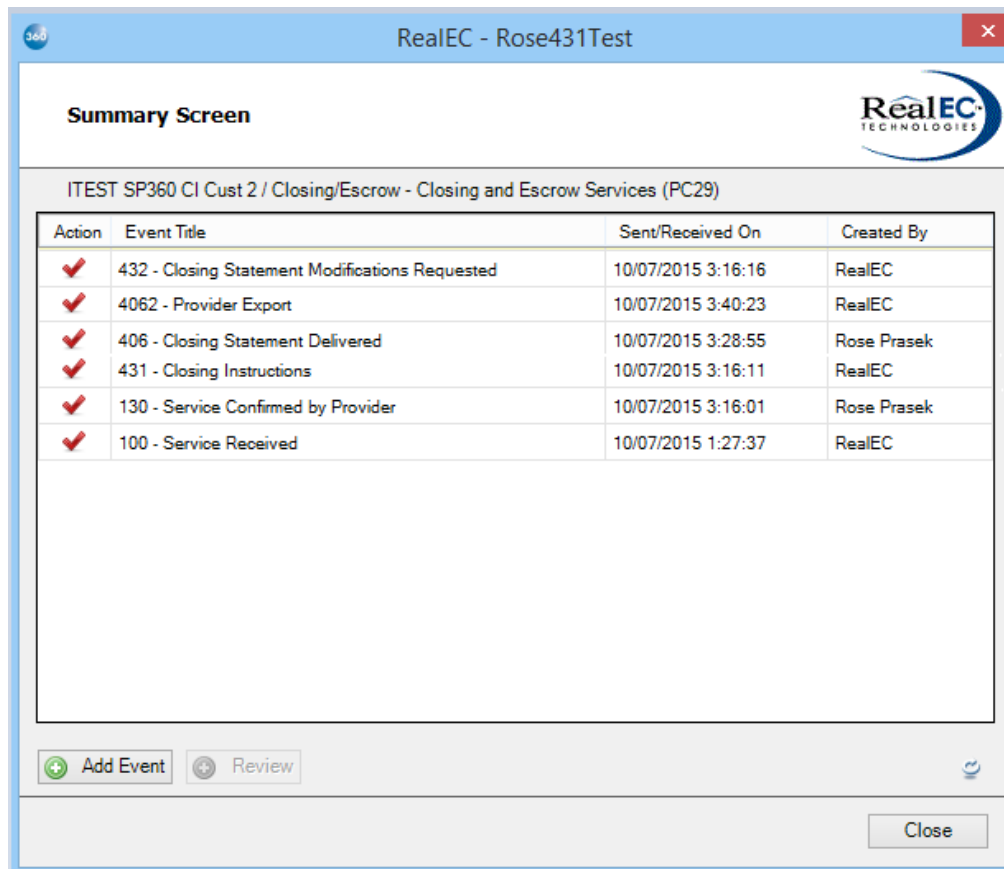 360
RealEC - Rose431Test
Summary Screen
RealEC
TECHNOLOGIES
ITEST SP360 CI Cust 2 / Closing/Escrow - Closing and Escrow Services (PC29)
Action Event Title Sent/Received On Created By
432 - Closing Statement Modifications Requested 10/07/2015 3:16:16 RealEC
4062 - Provider Export 10/07/2015 3:40:23 RealEC
406 - Closing Statement Delivered 10/07/2015 3:28:55 Rose Prasek
431 - Closing Instructions 10/07/2015 3:16:11 RealEC
130 - Service Confirmed by Provider 10/07/2015 3:16:01 Rose Prasek
100 - Service Received 10/07/2015 1:27:37 RealEC
Add Event Review
Close